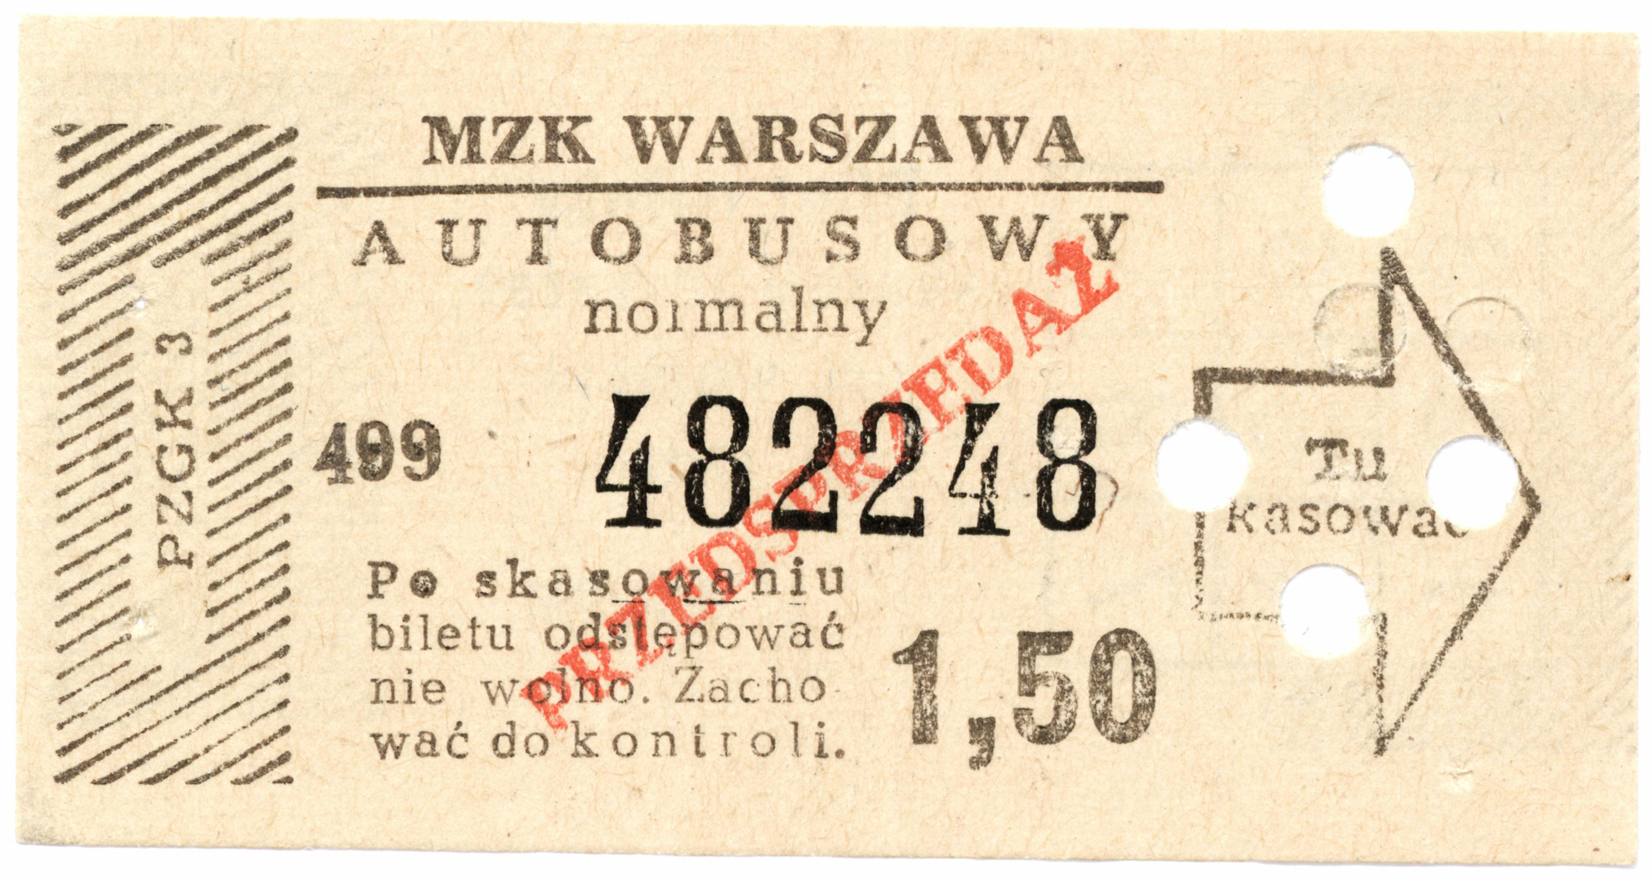 MZK WARSZAWA
AUTOBUSOWY
normalny
PZGK 3
499 482248
PRZEDSPRZEDAŻ
Po skasowaniu
biletu odstępować
nie wolno. Zacho
wać do kontroli.
1,50
Tu
kasować